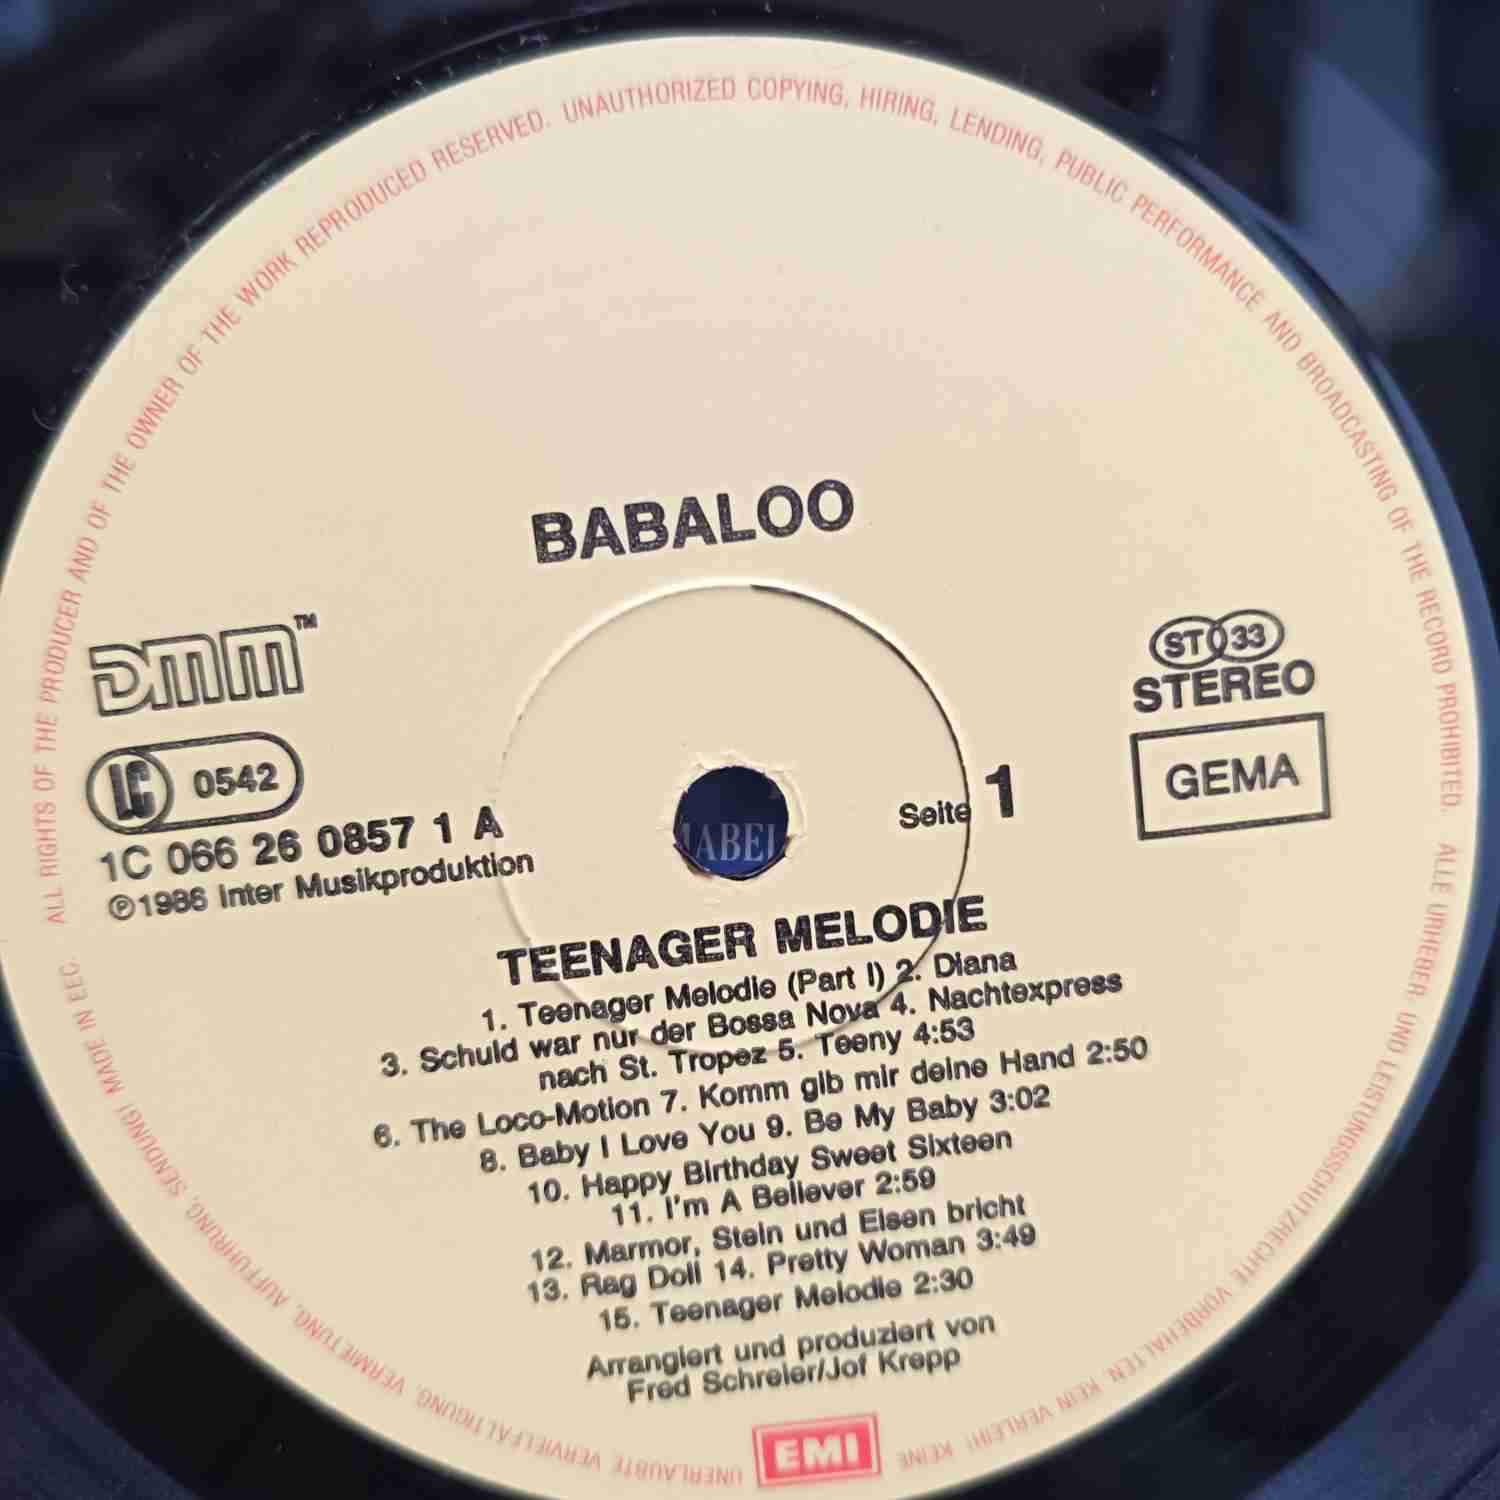 ALL RIGHTS OF THE PRODUCER AND OF THE OWNER OF THE WORK REPRODUCED RESERVED. UNAUTHORIZED COPYING, HIRING, LENDING, PUBLIC PERFORMANCE AND BROADCASTING OF THE RECORD PROHIBITED.
ALLE URHEBER- UND LEISTUNGSSCHUTZRECHTE VORBEHALTEN. KEIN VERLEIH! KEINE
UNERLAUBTE VERVIELFÄLTIGUNG, VERMIETUNG, AUFFÜHRUNG, SENDUNG! MADE IN EEC.
BABALOO
DMM™
LC 0542
1C 066 26 0857 1 A
℗1986 Inter Musikproduktion
ST 33
STEREO
GEMA
Seite 1
ABEL
TEENAGER MELODIE
1. Teenager Melodie (Part I) 2. Diana
3. Schuld war nur der Bossa Nova 4. Nachtexpress
nach St. Tropez 5. Teeny 4:53
6. The Loco-Motion 7. Komm gib mir deine Hand 2:50
8. Baby I Love You 9. Be My Baby 3:02
10. Happy Birthday Sweet Sixteen
11. I'm A Believer 2:59
12. Marmor, Stein und Eisen bricht
13. Rag Doll 14. Pretty Woman 3:49
15. Teenager Melodie 2:30
Arrangiert und produziert von
Fred Schreier/Jof Krepp
EMI